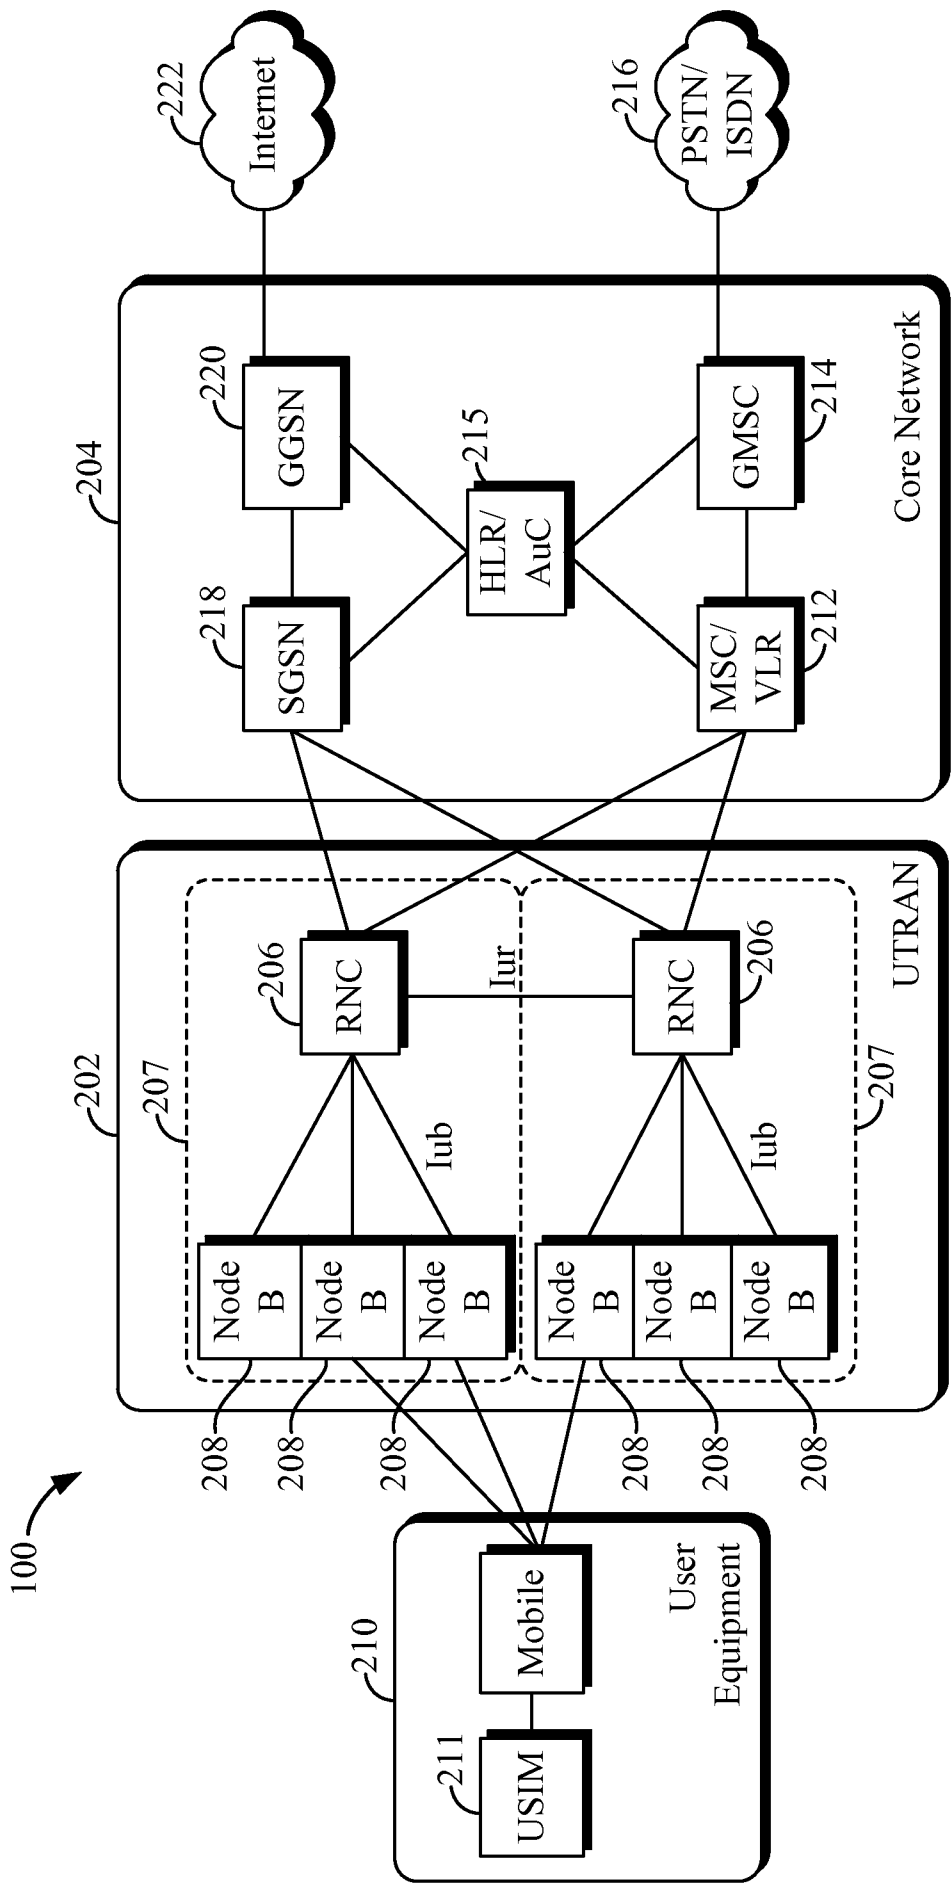 100
210
211
USIM
Mobile
User
Equipment
202
207
208
208
208
208
208
208
Node
B
Node
B
Node
B
Node
B
Node
B
Node
B
Iub
Iub
206
RNC
Iur
RNC
206
207
UTRAN
204
218
SGSN
220
GGSN
215
HLR/
AuC
MSC/
VLR
212
GMSC
214
Core Network
222
Internet
216
PSTN/
ISDN